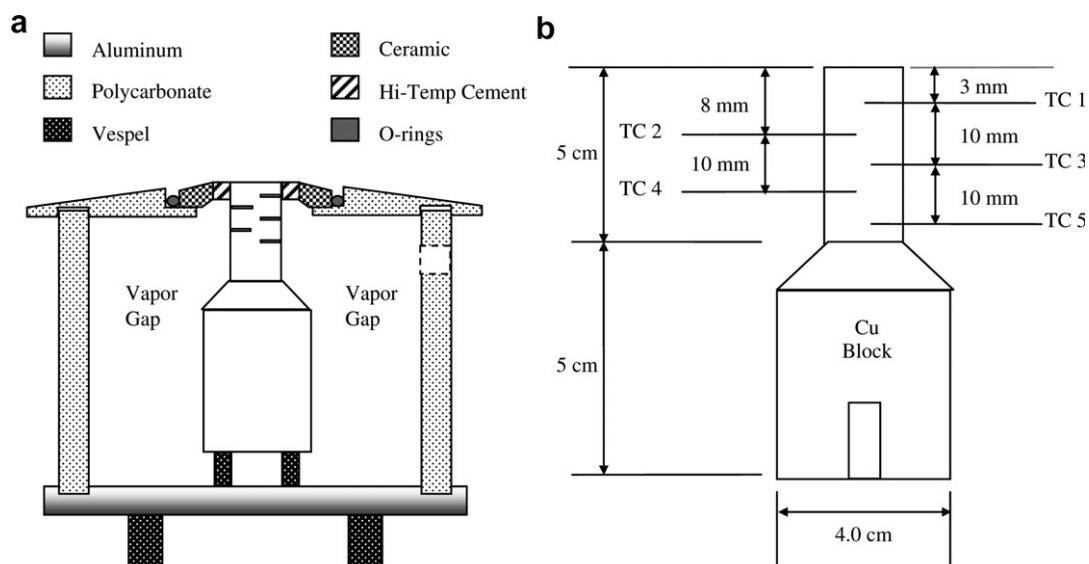 a
Aluminum
Polycarbonate
Vespel
Ceramic
Hi-Temp Cement
O-rings
Vapor
Gap
Vapor
Gap
b
3 mm
TC 1
8 mm
TC 2
10 mm
TC 3
5 cm
10 mm
TC 4
10 mm
TC 5
Cu
Block
5 cm
4.0 cm